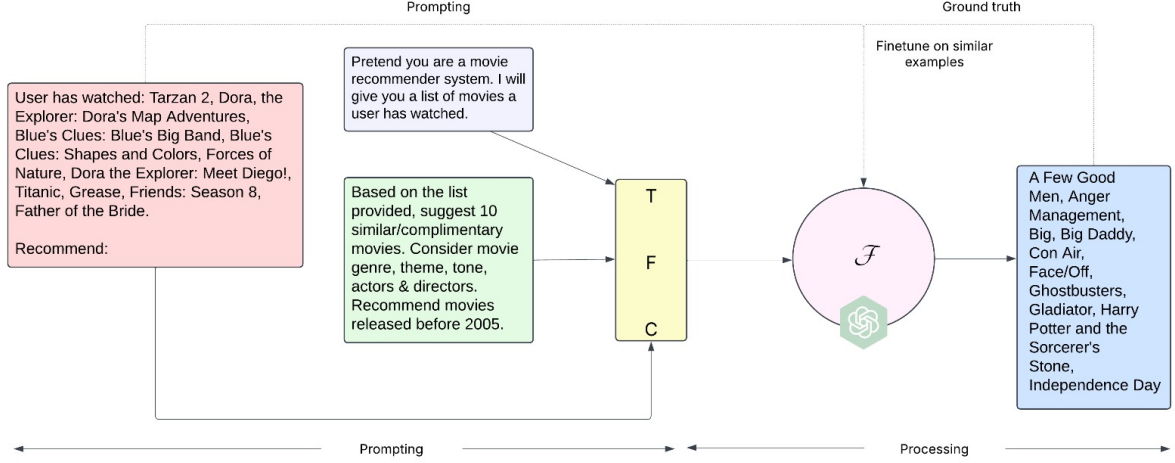 Prompting
Ground truth
Finetune on similar
examples
User has watched: Tarzan 2, Dora, the
Explorer: Dora's Map Adventures,
Blue's Clues: Blue's Big Band, Blue's
Clues: Shapes and Colors, Forces of
Nature, Dora the Explorer: Meet Diego!,
Titanic, Grease, Friends: Season 8,
Father of the Bride.
Recommend:
Pretend you are a movie
recommender system. I will
give you a list of movies a
user has watched.
Based on the list
provided, suggest 10
similar/complimentary
movies. Consider movie
genre, theme, tone,
actors & directors.
Recommend movies
released before 2005.
T
F
C
ℱ
A Few Good
Men, Anger
Management,
Big, Big Daddy,
Con Air,
Face/Off,
Ghostbusters,
Gladiator, Harry
Potter and the
Sorcerer's
Stone,
Independence Day
Prompting
Processing